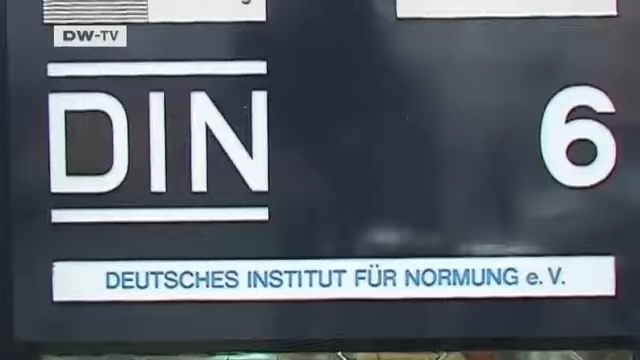 DW-TV
DIN 6
DEUTSCHES INSTITUT FÜR NORMUNG e. V.